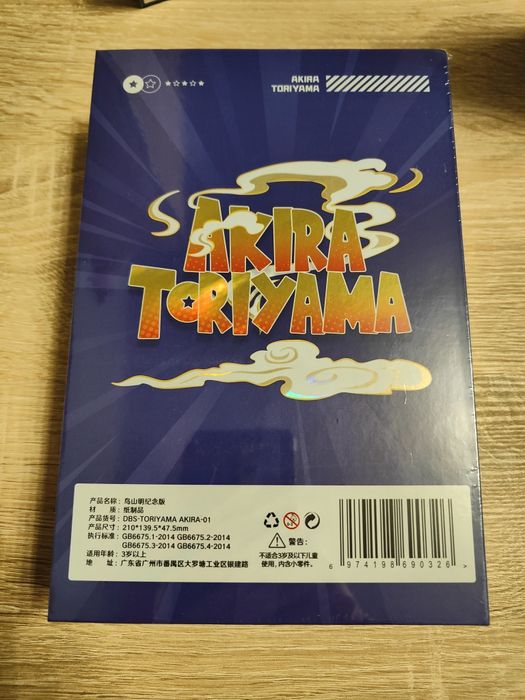 AKIRA
TORIYAMA
AKIRA
TORIYAMA
产品名称：鸟山明纪念版
材　　质：纸制品
产品货号：DBS-TORIYAMA AKIRA-01
产品尺寸：210*139.5*47.5mm
执行标准：GB6675.1-2014 GB6675.2-2014
GB6675.3-2014 GB6675.4-2014
适用年龄：3岁以上
地　　址：广东省广州市番禺区大罗塘工业区银建路
警告：
不适合3岁及以下儿童
使用，内含小零件。
6 974198 690326 >